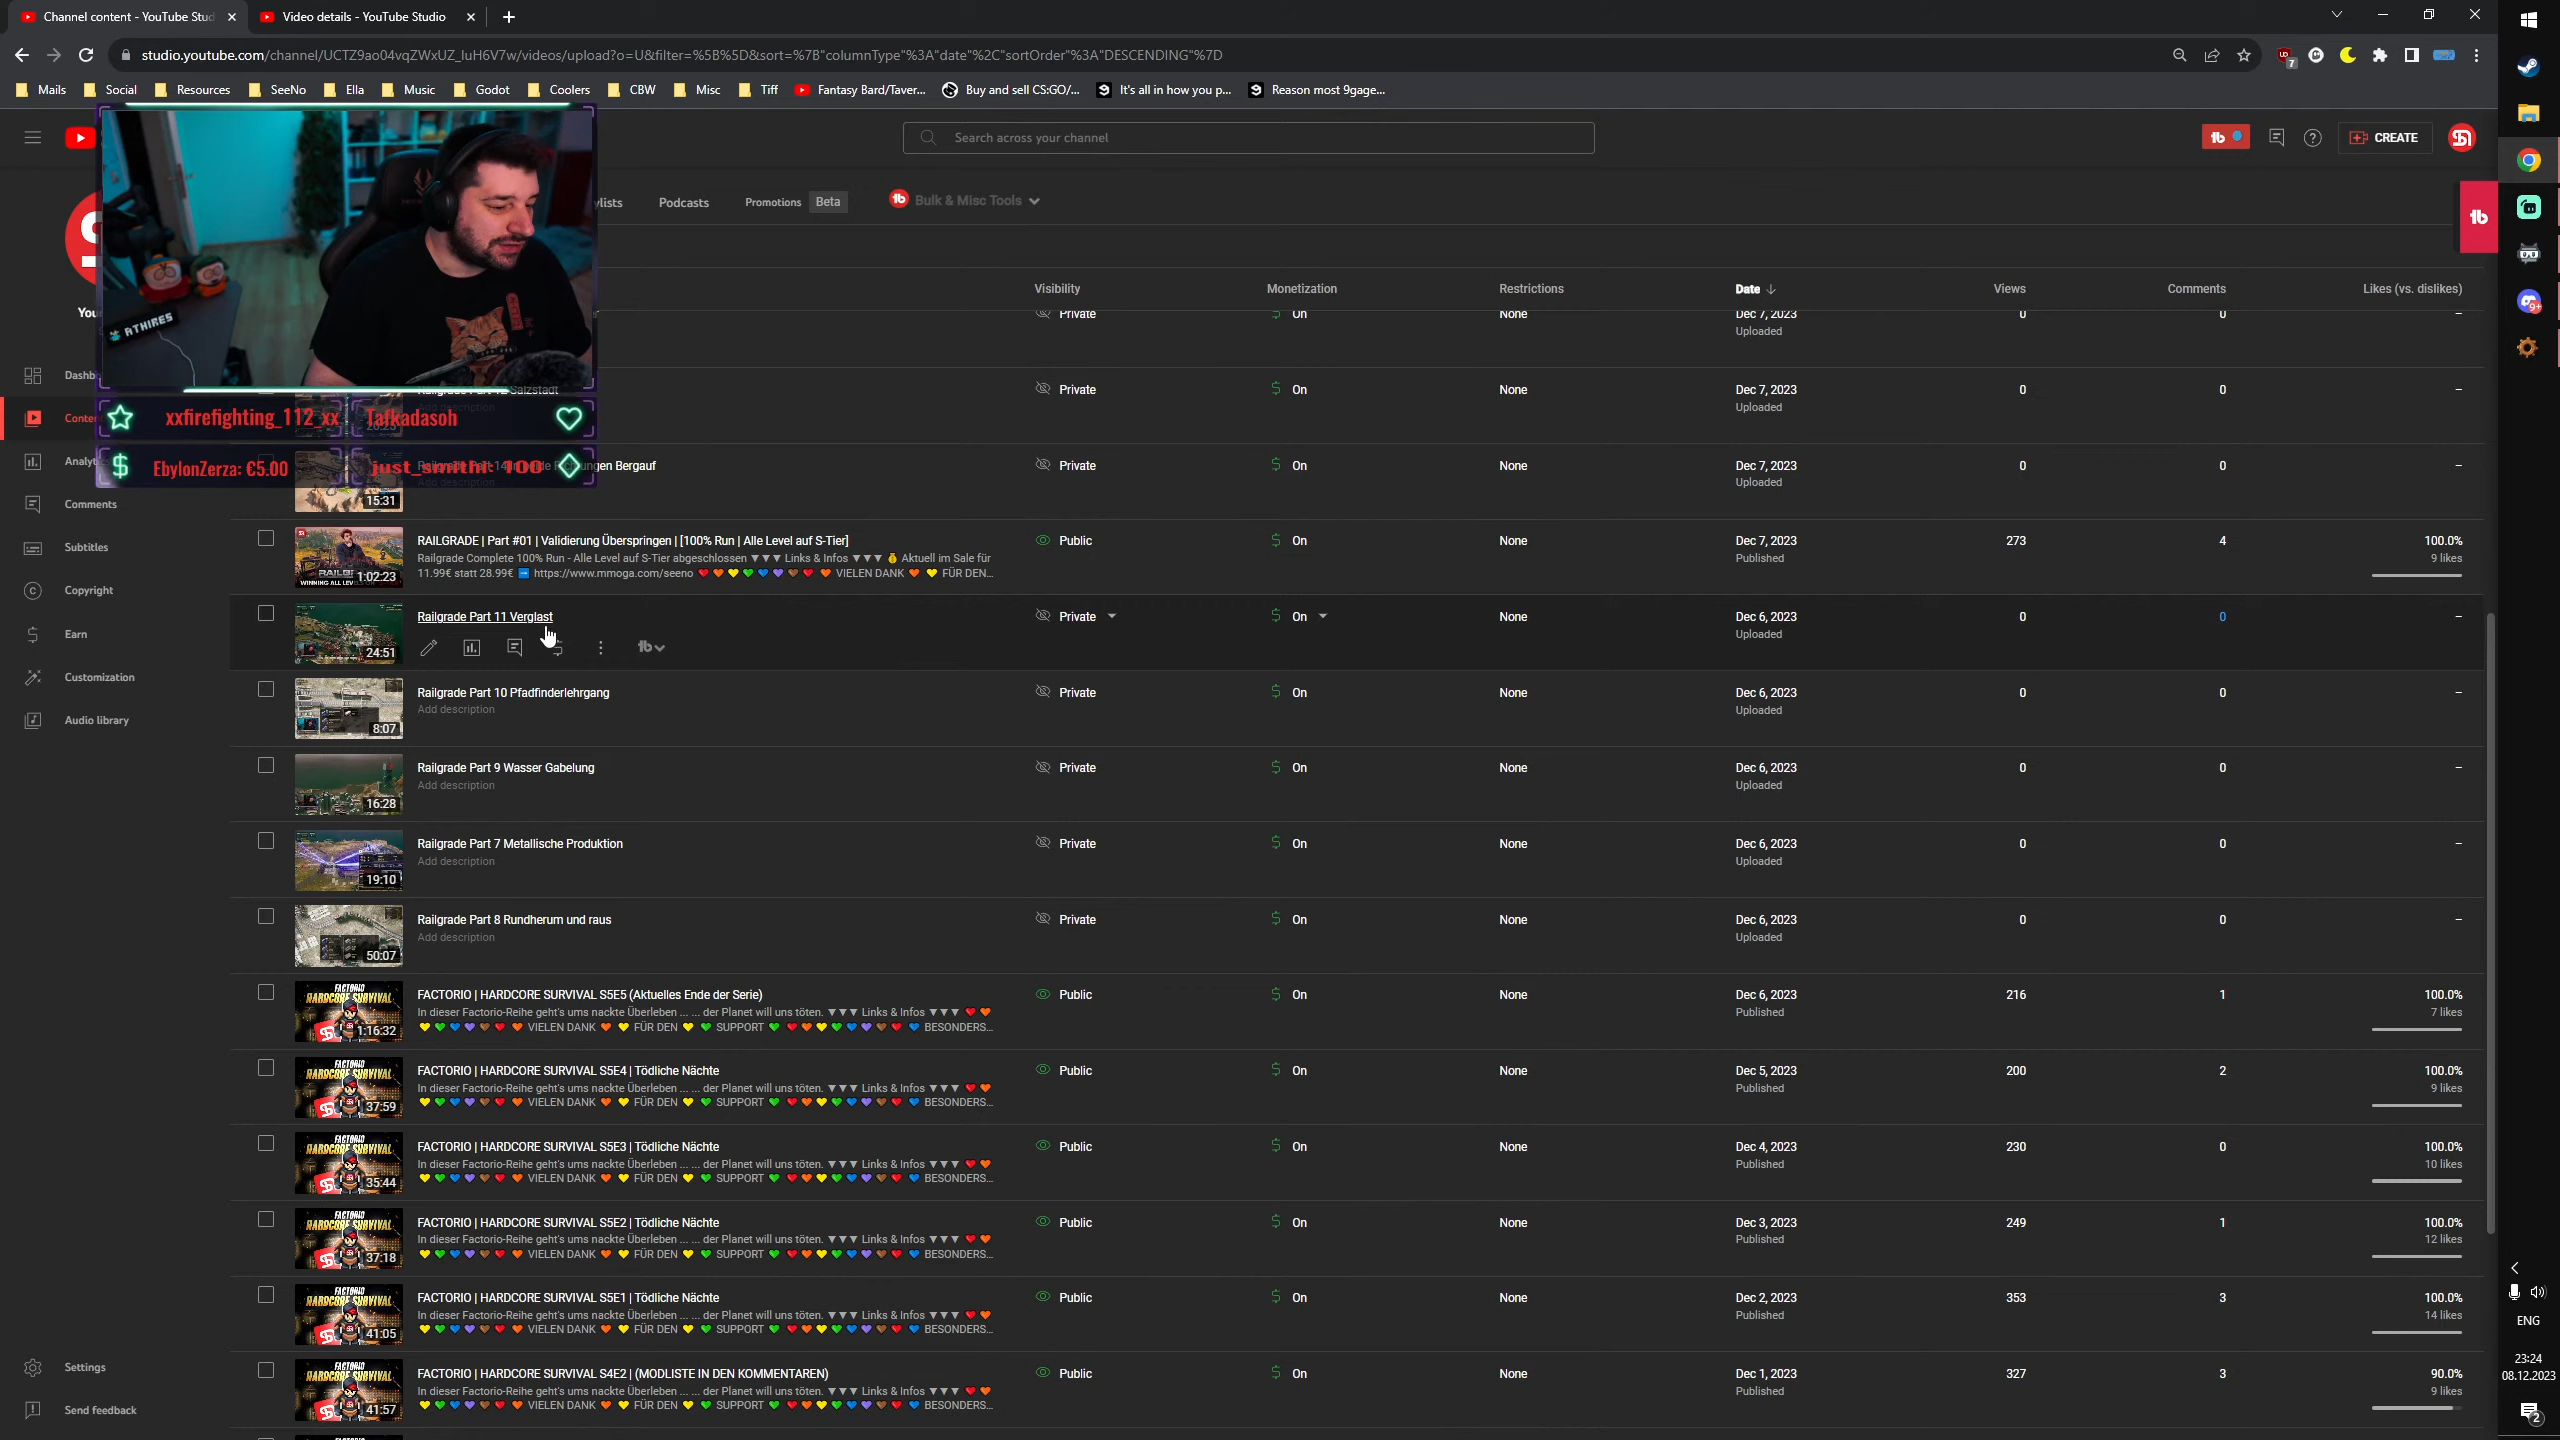 Channel content - YouTube Stud
Video details - YouTube Studio
studio.youtube.com/channel/UCTZ9ao04vqZWxUZ_IuH6V7w/videos/upload?o=U&filter=%5B%5D&sort=%7B"columnType"%3A"date"%2C"sortOrder"%3A"DESCENDING"%7D
7
Mails Social Resources SeeNo Ella Music Godot Coolers CBW Misc Tiff Fantasy Bard/Taver... Buy and sell CS:GO/... It's all in how you p... Reason most 9gage...
Search across your channel
CREATE
Podcasts Promotions Beta Bulk & Misc Tools
Visibility Monetization Restrictions Date Views Comments Likes (vs. dislikes)
Private On None Dec 7, 2023 0 0 –
Uploaded
Private On None Dec 7, 2023 0 0 –
Uploaded
ATHIRES
Dashb
xxfirefighting_112_xx Tafkadasoh
Conte
EbylonZerza: €5.00 just_smithit: 100
Analyt
ngen Bergauf Private On None Dec 7, 2023 0 0 –
Uploaded
15:31
Comments
Subtitles
Copyright
Earn
Customization
Audio library
Settings
Send feedback
RAILGRADE | Part #01 | Validierung Überspringen | [100% Run | Alle Level auf S-Tier] Public On None Dec 7, 2023 273 4 100.0%
Railgrade Complete 100% Run - Alle Level auf S-Tier abgeschlossen ▼▼▼ Links & Infos ▼▼▼ 💰 Aktuell im Sale für Published 9 likes
11.99€ statt 28.99€ ➡ https://www.mmoga.com/seeno ❤🧡💛💚💙💜🤎❤ 🧡 VIELEN DANK 🧡 💛 FÜR DEN...
1:02:23
Railgrade Part 11 Verglast Private On None Dec 6, 2023 0 0 –
Uploaded
24:51
Railgrade Part 10 Pfadfinderlehrgang Private On None Dec 6, 2023 0 0 –
Add description Uploaded
8:07
Railgrade Part 9 Wasser Gabelung Private On None Dec 6, 2023 0 0 –
Add description Uploaded
16:28
Railgrade Part 7 Metallische Produktion Private On None Dec 6, 2023 0 0 –
Add description Uploaded
19:10
Railgrade Part 8 Rundherum und raus Private On None Dec 6, 2023 0 0 –
Add description Uploaded
50:07
FACTORIO | HARDCORE SURVIVAL S5E5 (Aktuelles Ende der Serie) Public On None Dec 6, 2023 216 1 100.0%
In dieser Factorio-Reihe geht's ums nackte Überleben ... ... der Planet will uns töten. ▼▼▼ Links & Infos ▼▼▼ ❤🧡 Published 7 likes
💛💚💙💜🤎❤ 🧡 VIELEN DANK 🧡 💛 FÜR DEN 💛 💚 SUPPORT 💚 ❤🧡💛💚💙💜🤎❤🧡💙 BESONDERS...
1:16:32
FACTORIO | HARDCORE SURVIVAL S5E4 | Tödliche Nächte Public On None Dec 5, 2023 200 2 100.0%
In dieser Factorio-Reihe geht's ums nackte Überleben ... ... der Planet will uns töten. ▼▼▼ Links & Infos ▼▼▼ ❤🧡 Published 9 likes
💛💚💙💜🤎❤ 🧡 VIELEN DANK 🧡 💛 FÜR DEN 💛 💚 SUPPORT 💚 ❤🧡💛💚💙💜🤎❤🧡💙 BESONDERS...
37:59
FACTORIO | HARDCORE SURVIVAL S5E3 | Tödliche Nächte Public On None Dec 4, 2023 230 0 100.0%
In dieser Factorio-Reihe geht's ums nackte Überleben ... ... der Planet will uns töten. ▼▼▼ Links & Infos ▼▼▼ ❤🧡 Published 10 likes
💛💚💙💜🤎❤ 🧡 VIELEN DANK 🧡 💛 FÜR DEN 💛 💚 SUPPORT 💚 ❤🧡💛💚💙💜🤎❤🧡💙 BESONDERS...
35:44
FACTORIO | HARDCORE SURVIVAL S5E2 | Tödliche Nächte Public On None Dec 3, 2023 249 1 100.0%
In dieser Factorio-Reihe geht's ums nackte Überleben ... ... der Planet will uns töten. ▼▼▼ Links & Infos ▼▼▼ ❤🧡 Published 12 likes
💛💚💙💜🤎❤ 🧡 VIELEN DANK 🧡 💛 FÜR DEN 💛 💚 SUPPORT 💚 ❤🧡💛💚💙💜🤎❤🧡💙 BESONDERS...
37:18
FACTORIO | HARDCORE SURVIVAL S5E1 | Tödliche Nächte Public On None Dec 2, 2023 353 3 100.0%
In dieser Factorio-Reihe geht's ums nackte Überleben ... ... der Planet will uns töten. ▼▼▼ Links & Infos ▼▼▼ ❤🧡 Published 14 likes
💛💚💙💜🤎❤ 🧡 VIELEN DANK 🧡 💛 FÜR DEN 💛 💚 SUPPORT 💚 ❤🧡💛💚💙💜🤎❤🧡💙 BESONDERS...
41:05
FACTORIO | HARDCORE SURVIVAL S4E2 | (MODLISTE IN DEN KOMMENTAREN) Public On None Dec 1, 2023 327 3 90.0%
In dieser Factorio-Reihe geht's ums nackte Überleben ... ... der Planet will uns töten. ▼▼▼ Links & Infos ▼▼▼ ❤🧡 Published 9 likes
💛💚💙💜🤎❤ 🧡 VIELEN DANK 🧡 💛 FÜR DEN 💛 💚 SUPPORT 💚 ❤🧡💛💚💙💜🤎❤🧡💙 BESONDERS...
41:57
ENG
23:24
08.12.2023
2